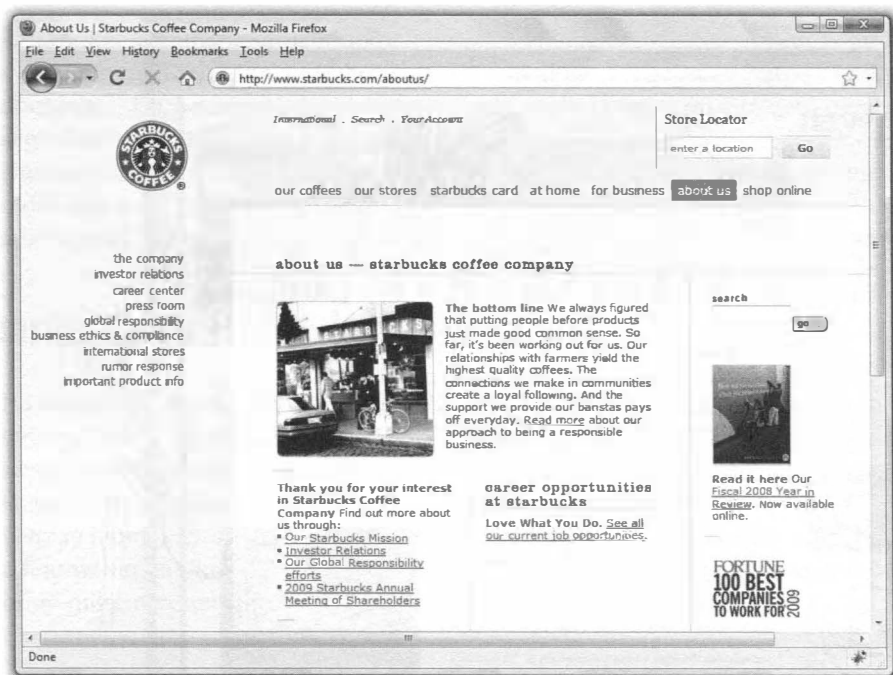 About Us | Starbucks Coffee Company - Mozilla Firefox
File Edit View History Bookmarks Tools Help
http://www.starbucks.com/aboutus/
International . Search . Your Account
Store Locator
enter a location Go
STARBUCKS
COFFEE
®
our coffees our stores starbucks card at home for business about us shop online
the company
investor relations
career center
press room
global responsibility
business ethics & compliance
international stores
rumor response
important product info
about us — starbucks coffee company
The bottom line We always figured
that putting people before products
just made good common sense. So
far, it's been working out for us. Our
relationships with farmers yield the
highest quality coffees. The
connections we make in communities
create a loyal following. And the
support we provide our baristas pays
off everyday. Read more about our
approach to being a responsible
business.
Thank you for your interest
in Starbucks Coffee
Company Find out more about
us through:
Our Starbucks Mission
Investor Relations
Our Global Responsibility
efforts
2009 Starbucks Annual
Meeting of Shareholders
career opportunities
at starbucks
Love What You Do. See all
our current job opportunities.
search
go
Read it here Our
Fiscal 2008 Year in
Review. Now available
online.
FORTUNE
100 BEST
COMPANIES
TO WORK FOR 2009
Done